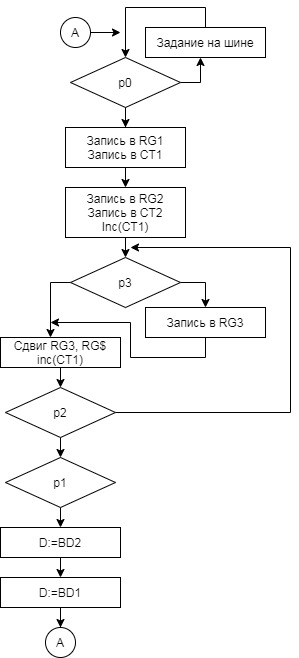 A
Задание на шине
p0
Запись в RG1
Запись в CT1
Запись в RG2
Запись в CT2
Inc(CT1)
p3
Запись в RG3
Сдвиг RG3, RG$
inc(CT1)
p2
p1
D:=BD2
D:=BD1
A